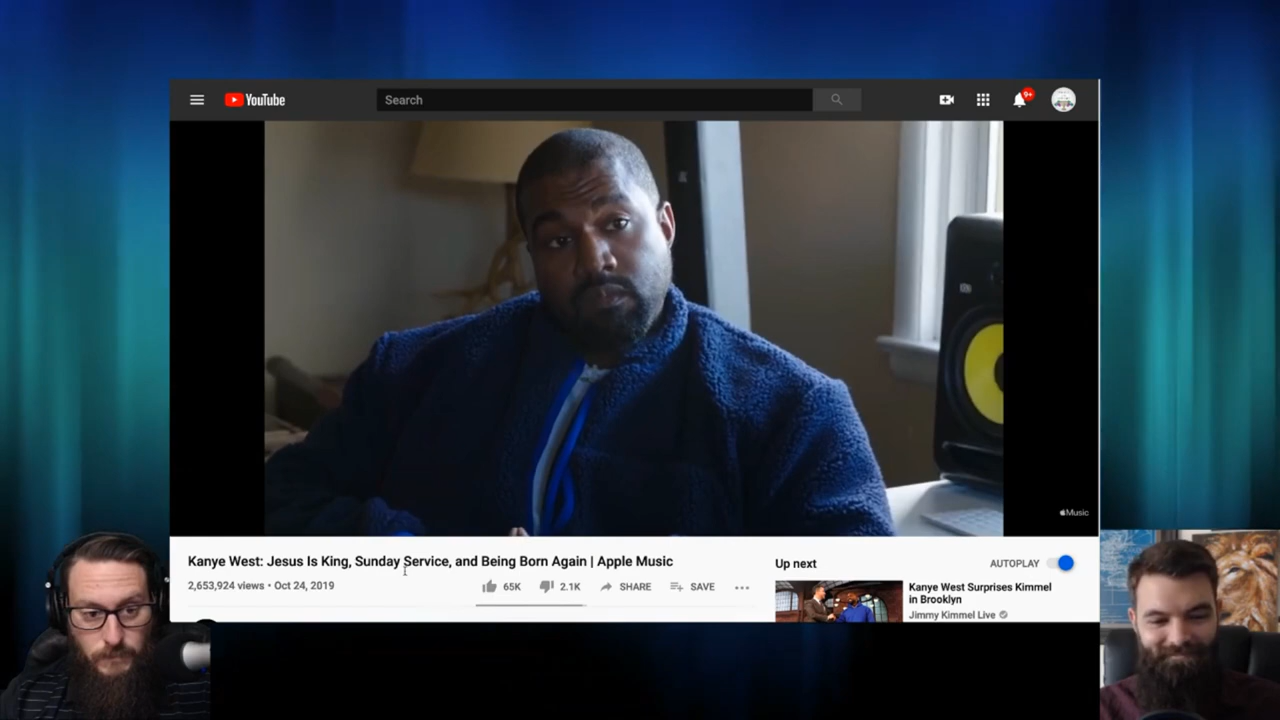 YouTube
Search
9+
Music
Kanye West: Jesus Is King, Sunday Service, and Being Born Again | Apple Music
2,653,924 views • Oct 24, 2019
65K
2.1K
SHARE
SAVE
Up next
AUTOPLAY
Kanye West Surprises Kimmel
in Brooklyn
Jimmy Kimmel Live